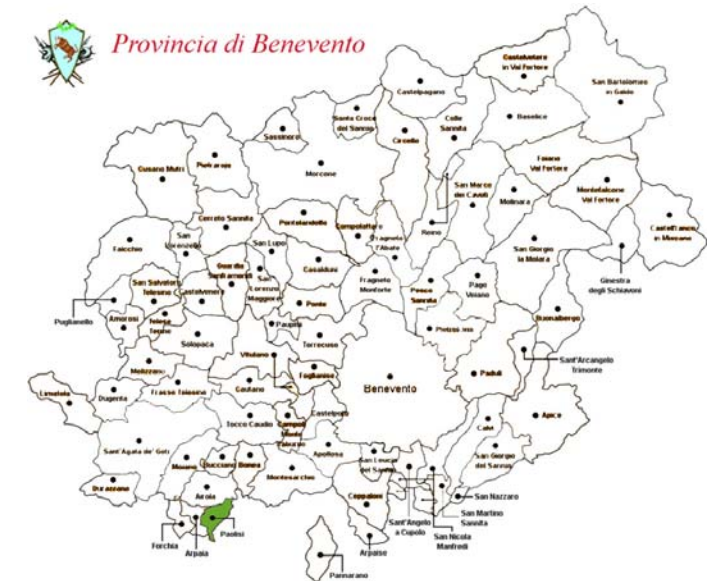 Provincia di Benevento
Castelvetere
in Val Fortore
San Bartolomeo
in Galdo
Castelpagano
Santa Croce
del Sannio
Colle
Sannita
Baselice
Sassinoro
Circello
Cusano Mutri
Pietraroja
Morcone
Foiano
Val Fortore
San Marco
dei Cavoti
Molinara
Montefalcone
Val Fortore
Cerreto Sannita
Pontelandolfo
Campolattaro
Reino
Castelfranco
in Miscano
Faicchio
San
Lorenzello
San Lupo
Fragneto
l'Abate
San Giorgio
la Molara
Guardia
Sanframondi
Casalduni
San Salvatore
Telesino
Castelvenere
San
Lorenzo
Maggiore
Fragneto
Monforte
Pesco
Sannita
Pago
Veiano
Ginestra
degli Schiavoni
Puglianello
Amorosi
Telese
Terme
Ponte
Buonalbergo
Solopaca
Paupisi
Torrecuso
Pietrelcina
Melizzano
Vitulano
Foglianise
Benevento
Paduli
Sant'Arcangelo
Trimonte
Limatola
Dugenta
Frasso Telesino
Cautano
Castelpoto
Apice
Tocco Caudio
Campoli
Monte
Taburno
Calvi
Sant'Agata de' Goti
Apollosa
San Leucio
del Sannio
San Giorgio
del Sannio
Moiano
Bucciano
Bonea
Montesarchio
Durazzano
Airola
Ceppaloni
San Nazzaro
Sant'Angelo
a Cupolo
San Martino
Sannita
San Nicola
Manfredi
Forchia
Arpaia
Paolisi
Arpaise
Pannarano